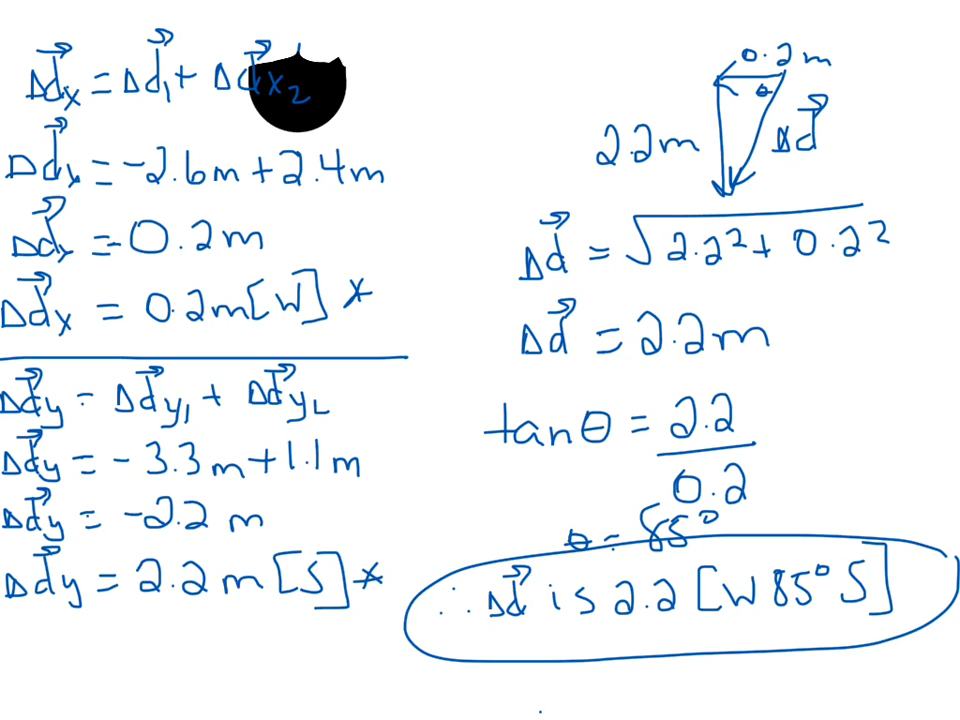 Δd⃗x = Δd⃗1 + Δd⃗x2
Δd⃗x = -2.6m + 2.4m
Δd⃗x = -0.2m
Δd⃗x = 0.2m [W] *
Δd⃗y = Δd⃗y1 + Δd⃗y2
Δd⃗y = -3.3m + 1.1m
Δd⃗y = -2.2 m
Δd⃗y = 2.2 m [S] *
0.2m
θ
2.2m
Δd⃗
Δd⃗ = √2.2² + 0.2²
Δd⃗ = 2.2m
tanθ = 2.2
0.2
θ = 85°
∴ Δd⃗ is 2.2 [W 85° S]